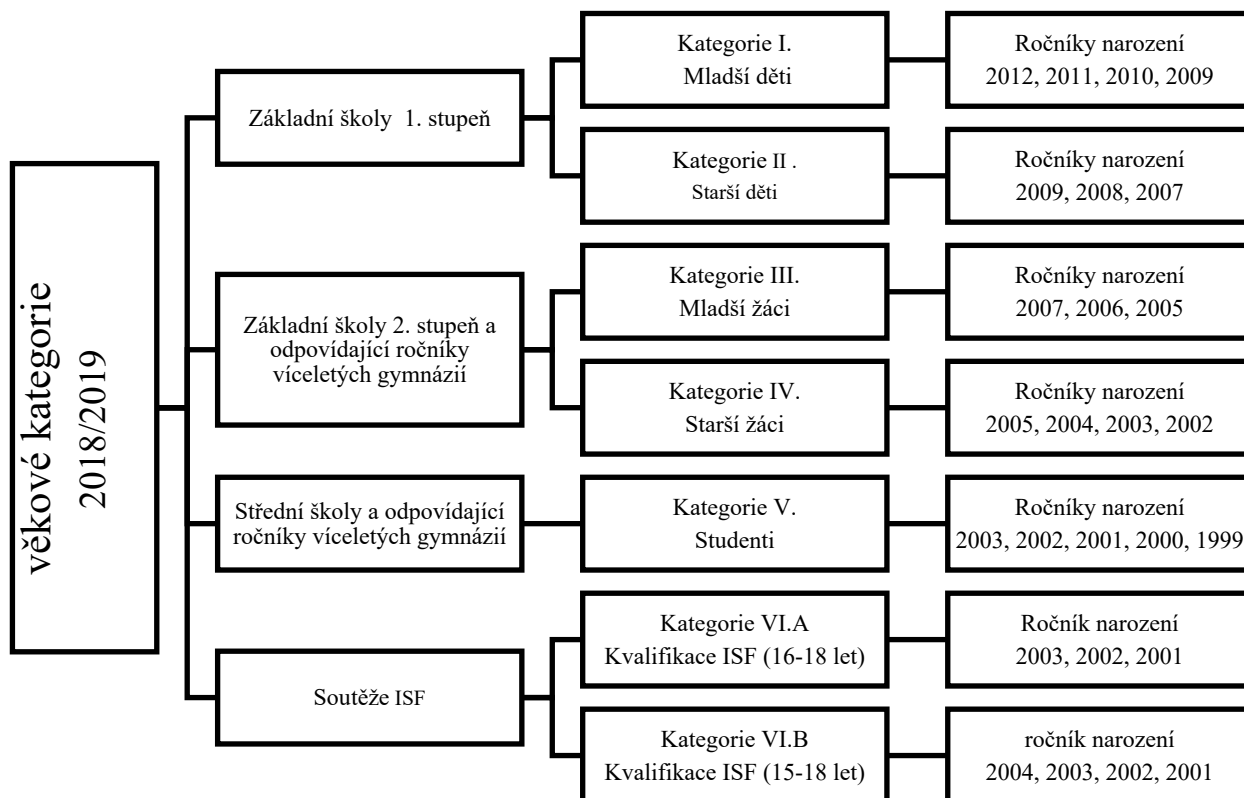 věkové kategorie
2018/2019
Základní školy  1. stupeň
Kategorie I.
Mladší děti
Ročníky narození
2012, 2011, 2010, 2009
Kategorie II .
Starší děti
Ročníky narození
2009, 2008, 2007
Základní školy 2. stupeň a
odpovídající ročníky
víceletých gymnázií
Kategorie III.
Mladší žáci
Ročníky narození
2007, 2006, 2005
Kategorie IV.
Starší žáci
Ročníky narození
2005, 2004, 2003, 2002
Střední školy a odpovídající
ročníky víceletých gymnázií
Kategorie V.
Studenti
Ročníky narození
2003, 2002, 2001, 2000, 1999
Soutěže ISF
Kategorie VI.A
Kvalifikace ISF (16-18 let)
Ročník narození
2003, 2002, 2001
Kategorie VI.B
Kvalifikace ISF (15-18 let)
ročník narození
2004, 2003, 2002, 2001